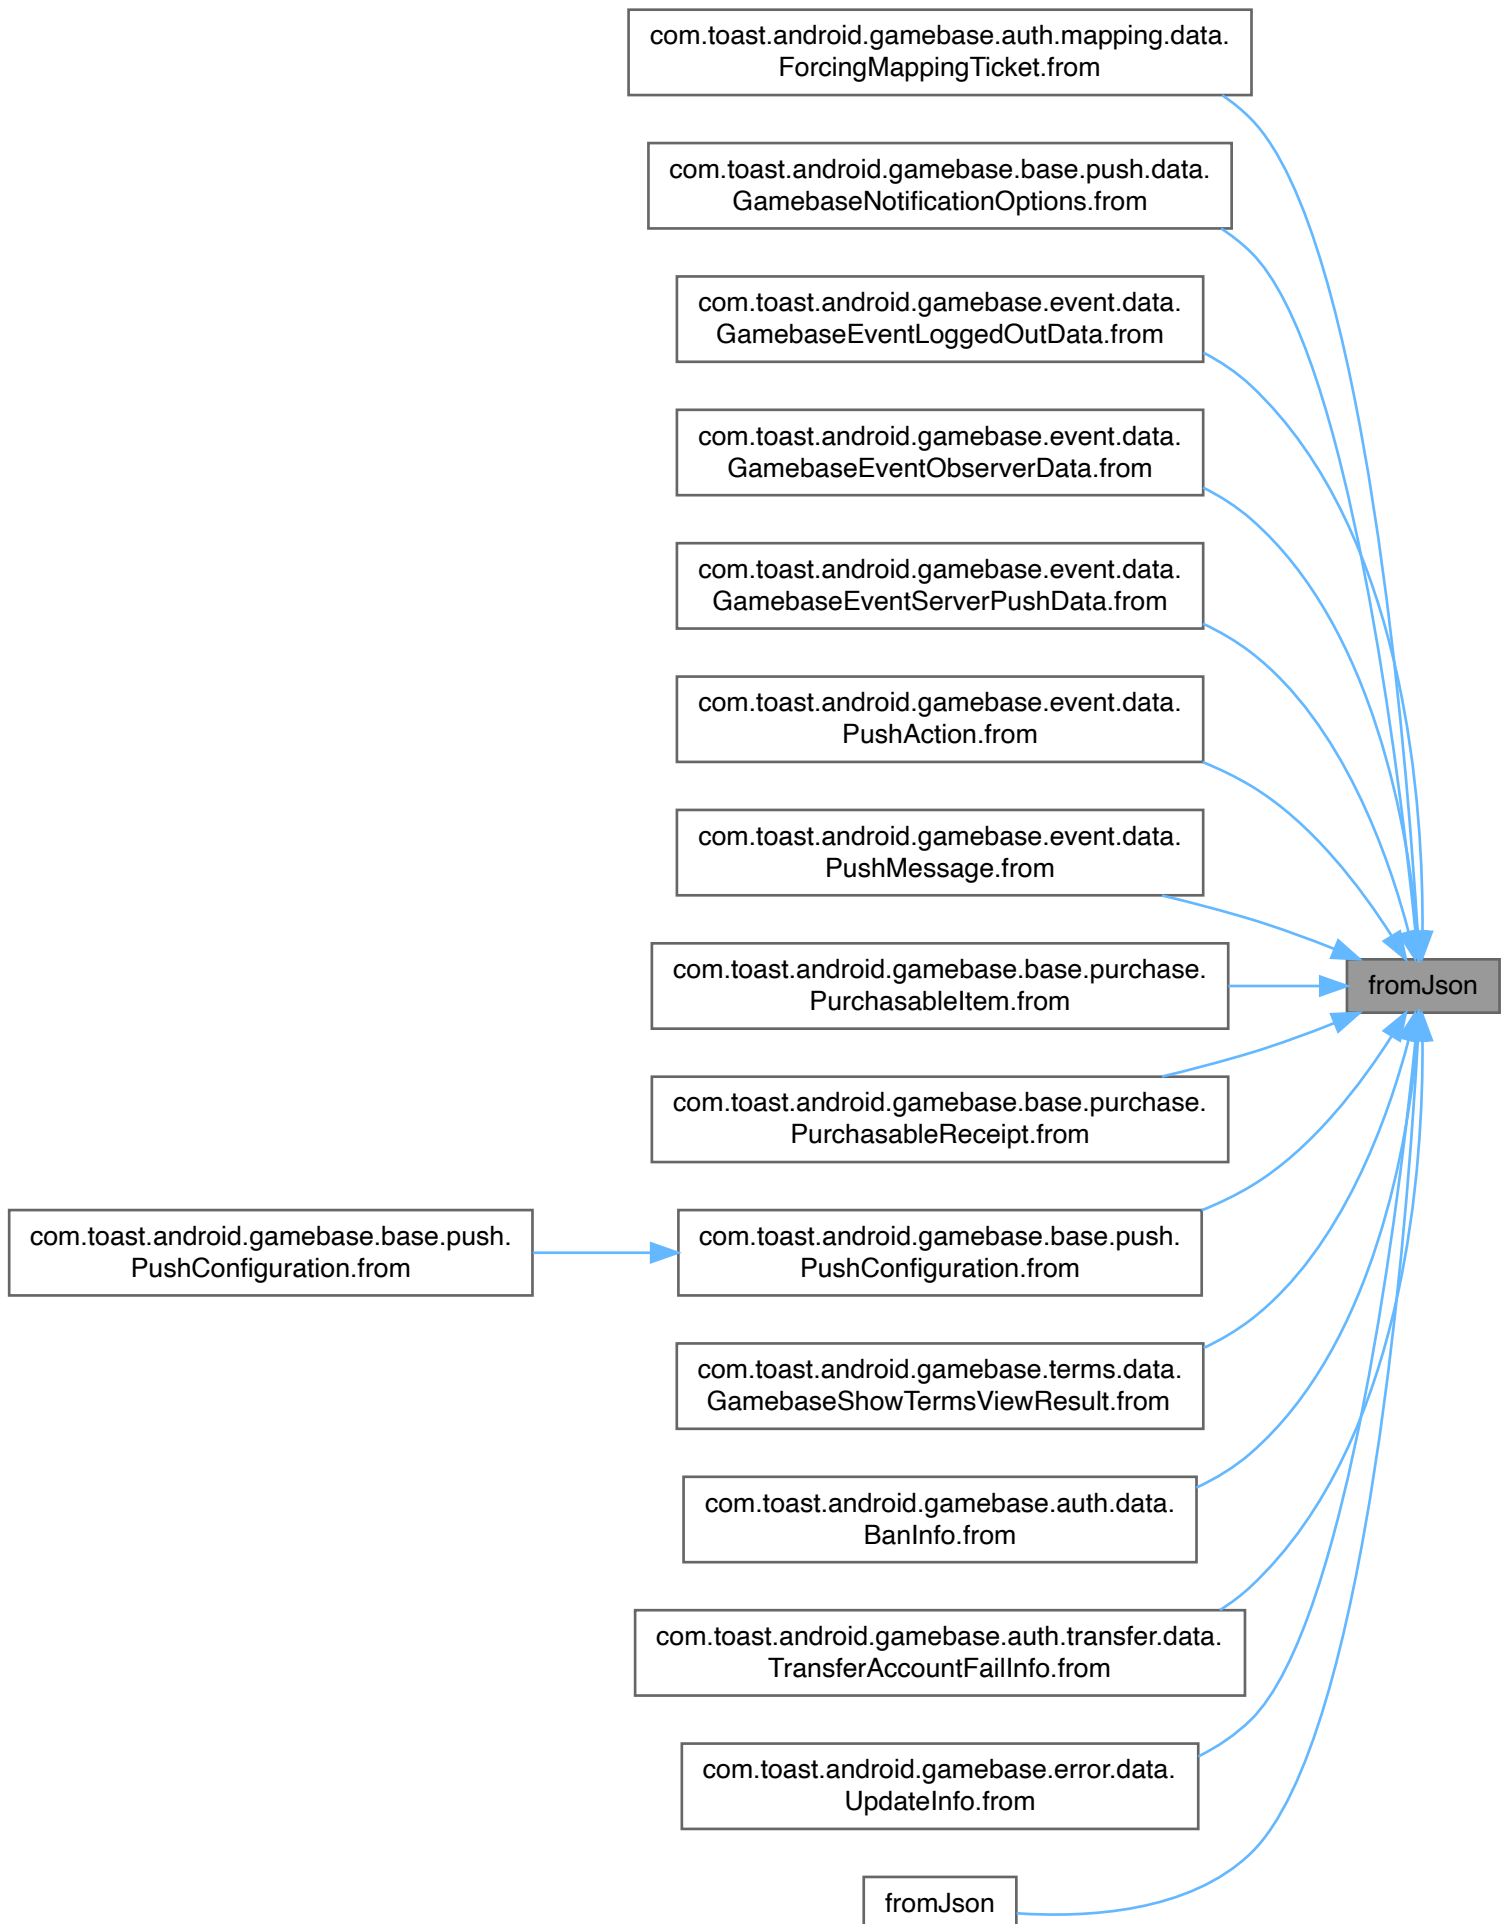 com.toast.android.gamebase.auth.mapping.data.
ForcingMappingTicket.from
com.toast.android.gamebase.base.push.data.
GamebaseNotificationOptions.from
com.toast.android.gamebase.event.data.
GamebaseEventLoggedOutData.from
com.toast.android.gamebase.event.data.
GamebaseEventObserverData.from
com.toast.android.gamebase.event.data.
GamebaseEventServerPushData.from
com.toast.android.gamebase.event.data.
PushAction.from
com.toast.android.gamebase.event.data.
PushMessage.from
com.toast.android.gamebase.base.purchase.
PurchasableItem.from
fromJson
com.toast.android.gamebase.base.purchase.
PurchasableReceipt.from
com.toast.android.gamebase.base.push.
PushConfiguration.from
com.toast.android.gamebase.base.push.
PushConfiguration.from
com.toast.android.gamebase.terms.data.
GamebaseShowTermsViewResult.from
com.toast.android.gamebase.auth.data.
BanInfo.from
com.toast.android.gamebase.auth.transfer.data.
TransferAccountFailInfo.from
com.toast.android.gamebase.error.data.
UpdateInfo.from
fromJson